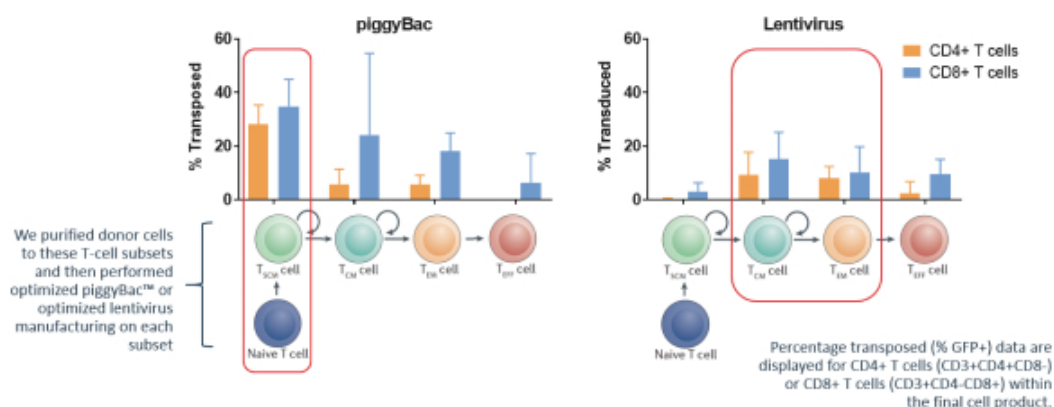 piggyBac
60
40
20
0
% Transposed
Lentivirus
60
40
20
0
% Transduced
CD4+ T cells
CD8+ T cells
We purified donor cells
to these T-cell subsets
and then performed
optimized piggyBac™ or
optimized lentivirus
manufacturing on each
subset
TSCM cell
TCM cell
TEM cell
TEFF cell
Naive T cell
TSCM cell
TCM cell
TEM cell
TEFF cell
Naive T cell
Percentage transposed (% GFP+) data are
displayed for CD4+ T cells (CD3+CD4+CD8-)
or CD8+ T cells (CD3+CD4-CD8+) within
the final cell product.